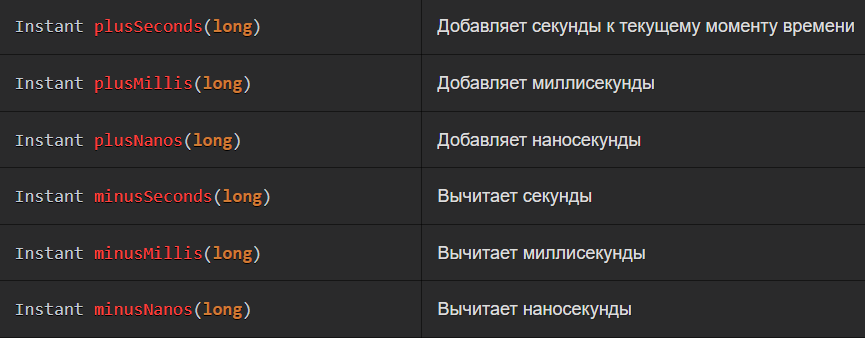 Instant plusSeconds(long) Добавляет секунды к текущему моменту времени
Instant plusMillis(long) Добавляет миллисекунды
Instant plusNanos(long) Добавляет наносекунды
Instant minusSeconds(long) Вычитает секунды
Instant minusMillis(long) Вычитает миллисекунды
Instant minusNanos(long) Вычитает наносекунды